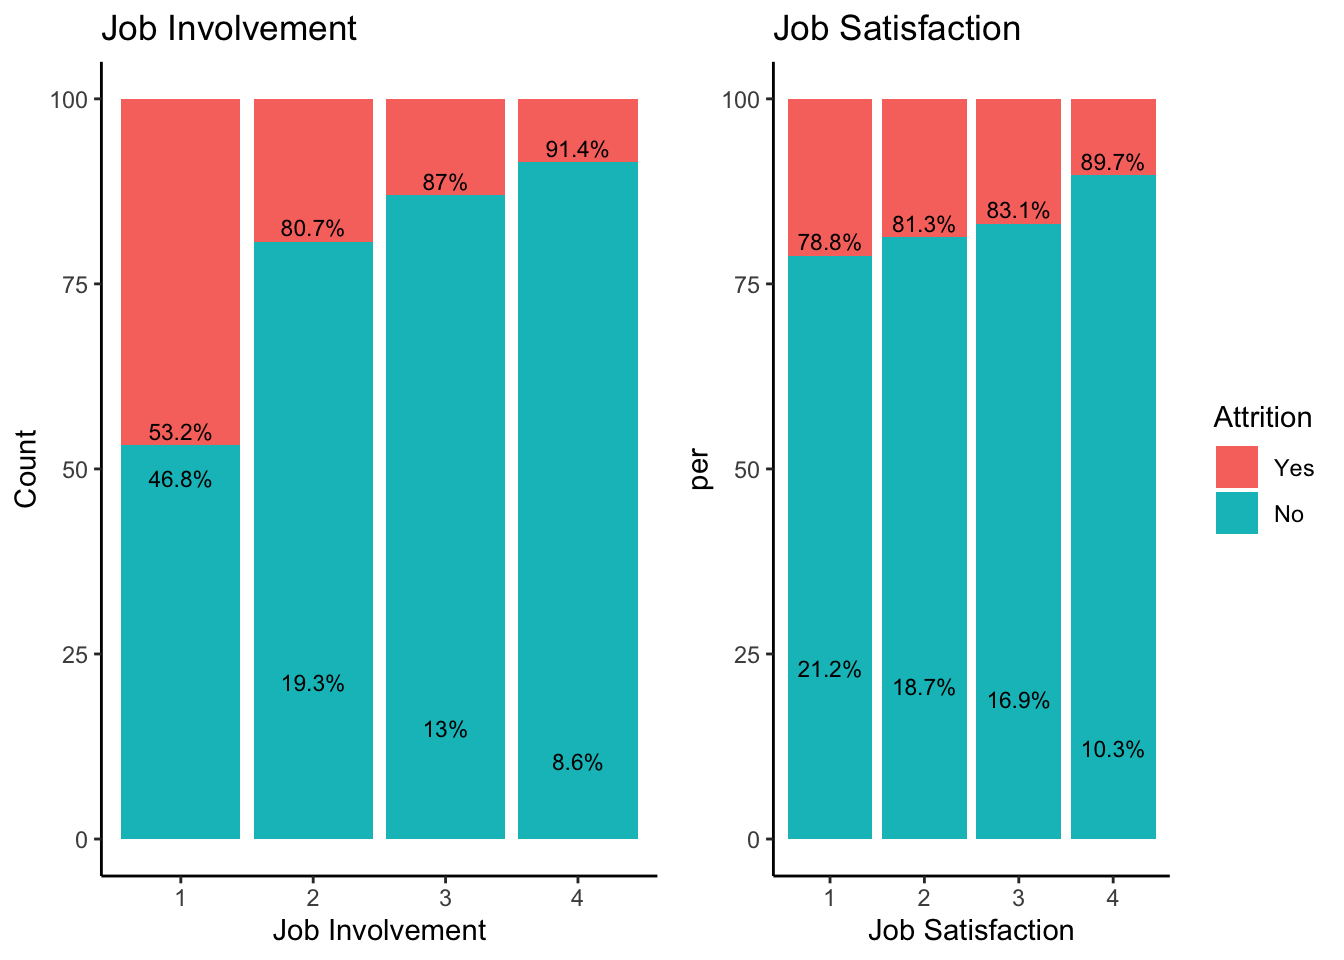 Job Involvement
Count
100
75
50
25
0
53.2%
46.8%
80.7%
19.3%
87%
13%
91.4%
8.6%
1 2 3 4
Job Involvement
Job Satisfaction
per
100
75
50
25
0
78.8%
21.2%
81.3%
18.7%
83.1%
16.9%
89.7%
10.3%
1 2 3 4
Job Satisfaction
Attrition
Yes
No